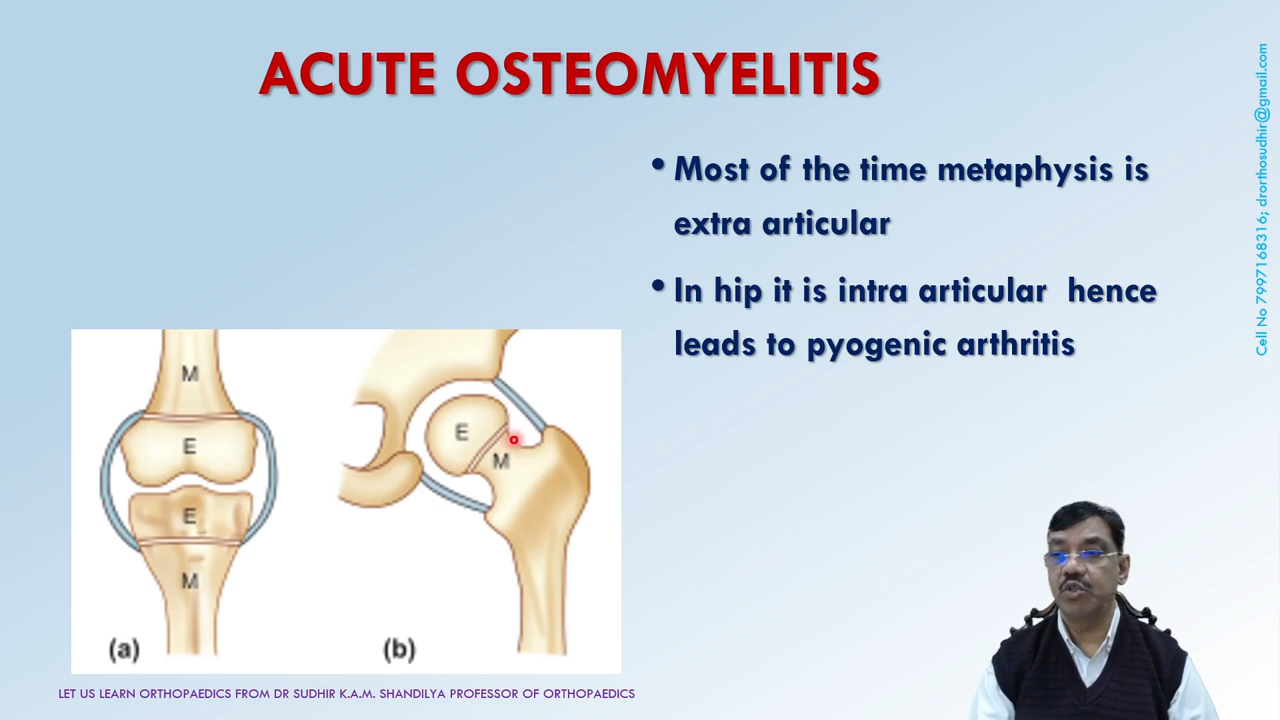 ACUTE OSTEOMYELITIS
• Most of the time metaphysis is
extra articular
• In hip it is intra articular hence
leads to pyogenic arthritis
M
E
E
M
(a)
E
M
(b)
LET US LEARN ORTHOPAEDICS FROM DR SUDHIR K.A.M. SHANDILYA PROFESSOR OF ORTHOPAEDICS
Cell No 7997168316; drorthosudhir@gmail.com